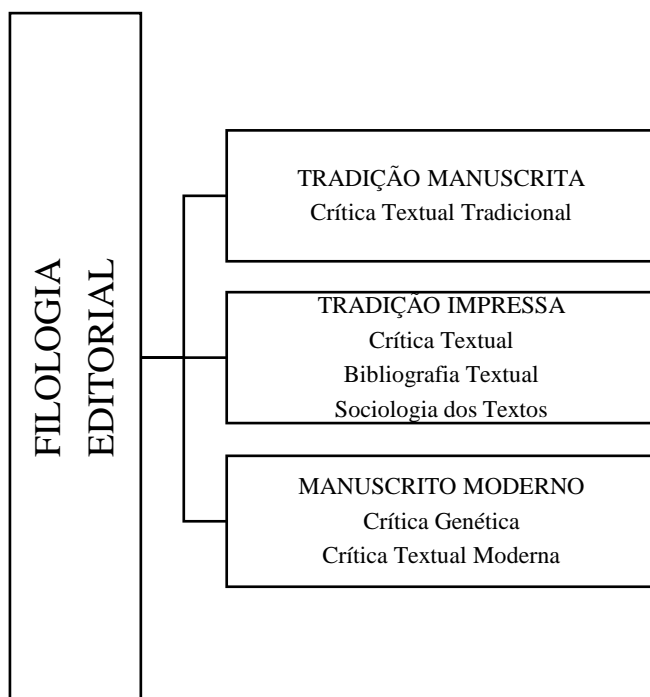 FILOLOGIA
EDITORIAL
TRADIÇÃO MANUSCRITA
Crítica Textual Tradicional
TRADIÇÃO IMPRESSA
Crítica Textual
Bibliografia Textual
Sociologia dos Textos
MANUSCRITO MODERNO
Crítica Genética
Crítica Textual Moderna